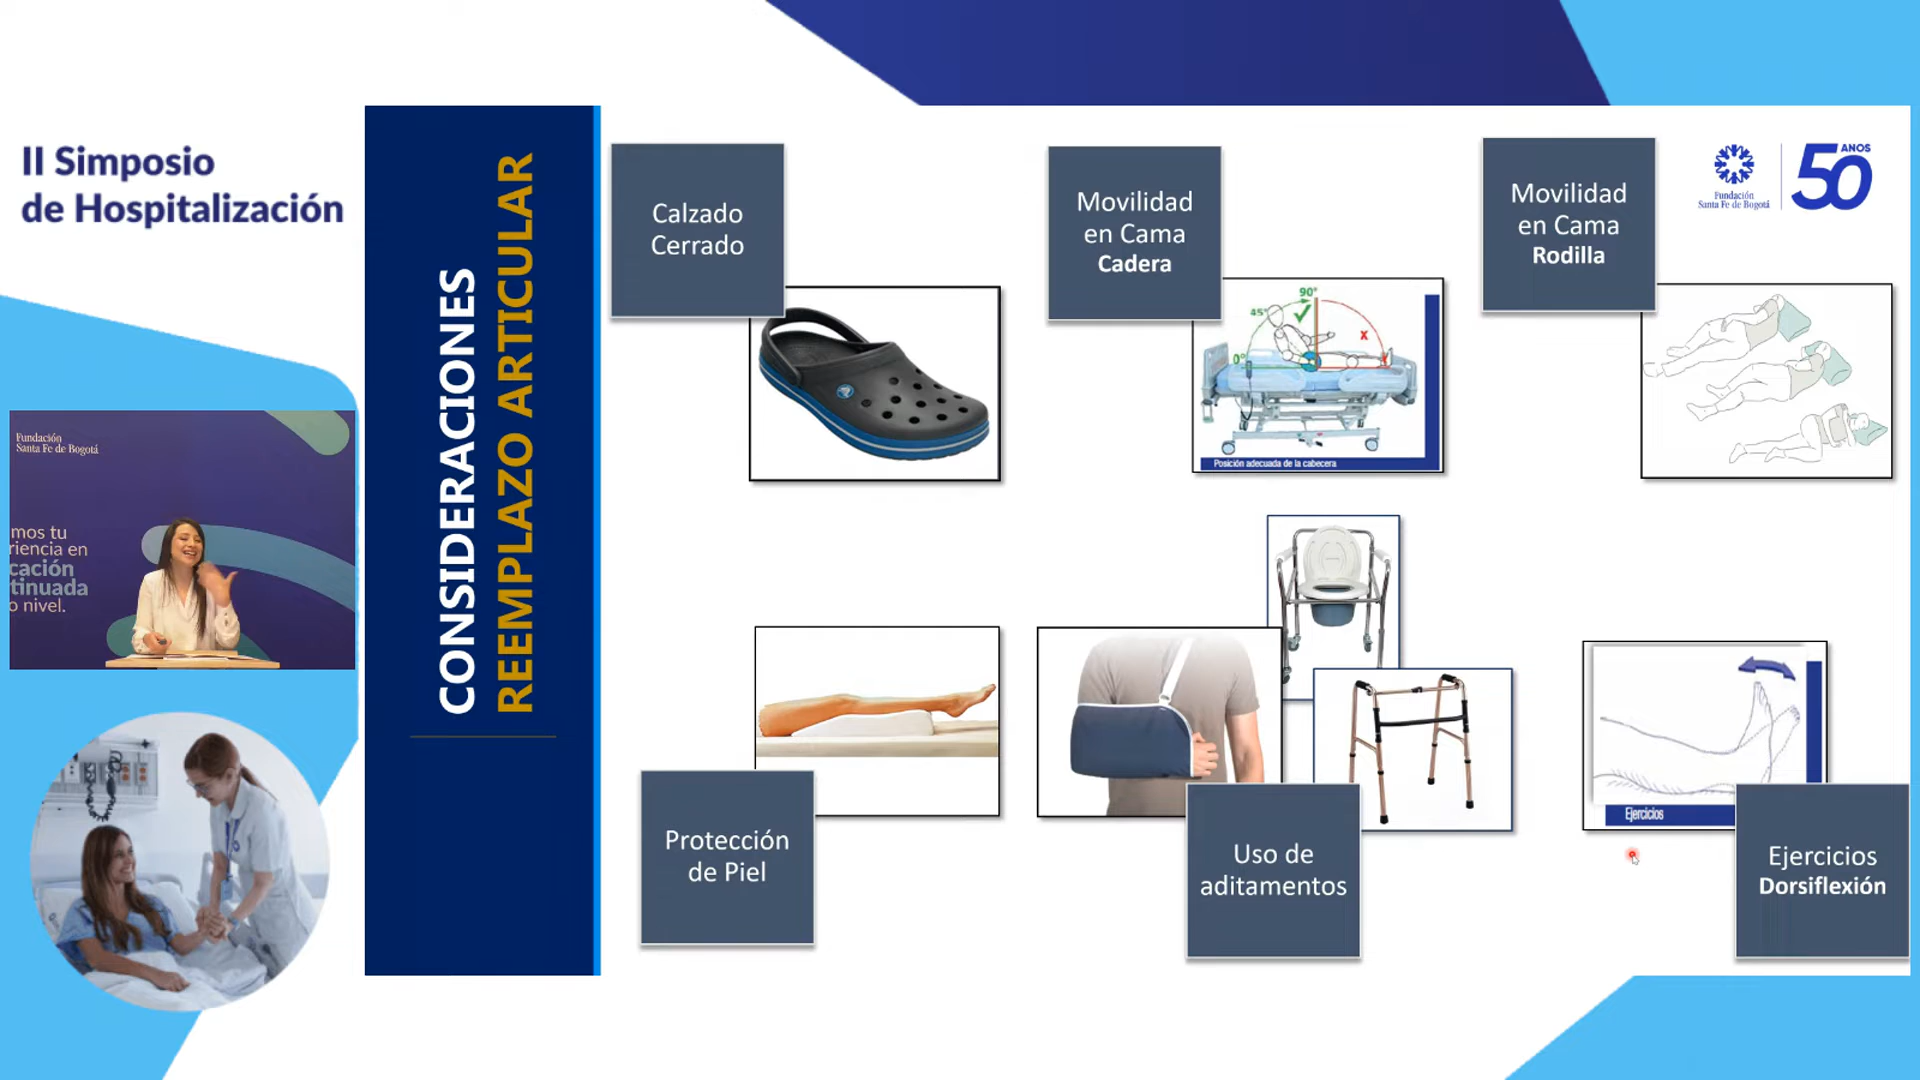 II Simposio
de Hospitalización
Fundación
Santa Fe de Bogotá
mos tu
riencia en
cación
tinuada
o nivel.
CONSIDERACIONES
REEMPLAZO ARTICULAR
Calzado
Cerrado
Movilidad
en Cama
Cadera
0°
45°
90°
X
Posición adecuada de la cabecera
Movilidad
en Cama
Rodilla
Fundación
Santa Fe de Bogotá
50
AÑOS
Protección
de Piel
Uso de
aditamentos
Ejercicios
Ejercicios
Dorsiflexión